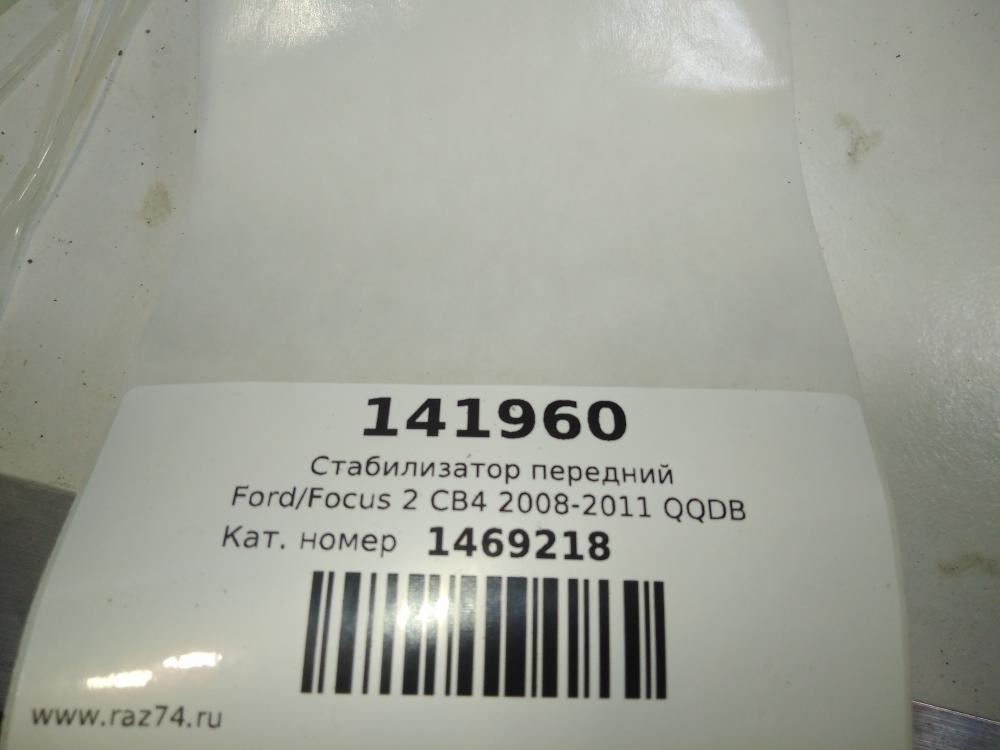 141960
Стабилизатор передний
Ford/Focus 2 CB4 2008-2011 QQDB
Кат. номер 1469218
www.raz74.ru